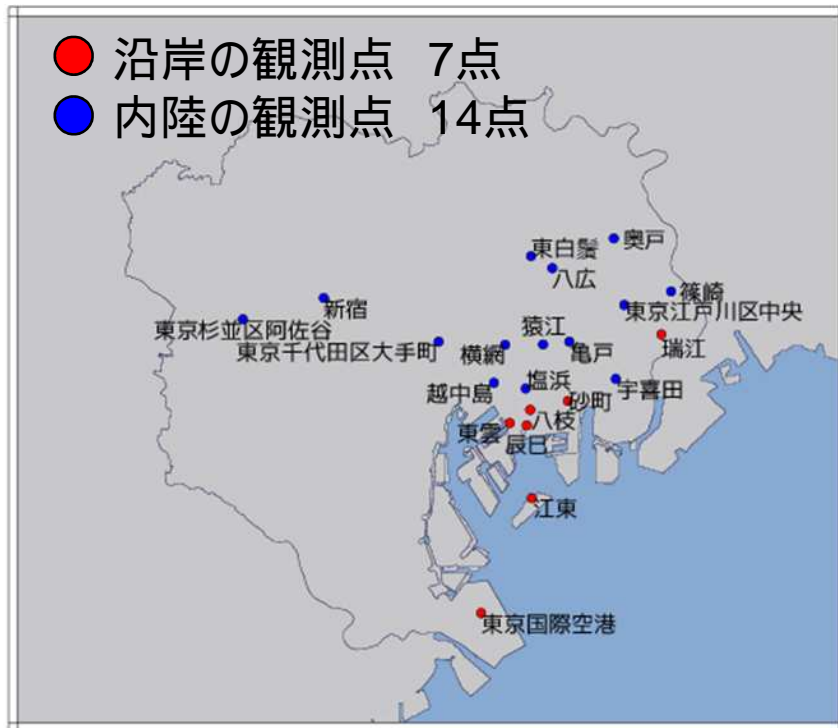 沿岸の観測点 7点
内陸の観測点 14点
奥戸
東白鬚
八広
篠崎
新宿
東京江戸川区中央
東京杉並区阿佐谷
猿江
東京千代田区大手町
横網
亀戸
瑞江
塩浜
宇喜田
越中島
砂町
八枝
東雲
辰巳
江東
東京国際空港